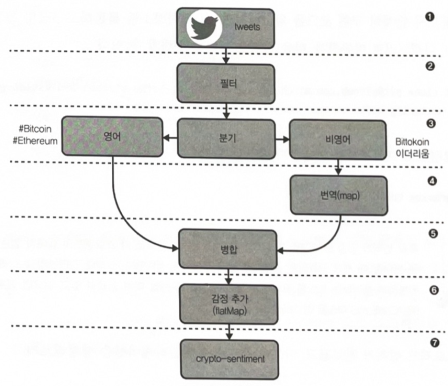 tweets
❶
❷
필터
❸
#Bitcoin
#Ethereum
영어
분기
비영어
Bittokoin
이더리움
❹
번역(map)
❺
병합
❻
감정 추가
(flatMap)
❼
crypto-sentiment